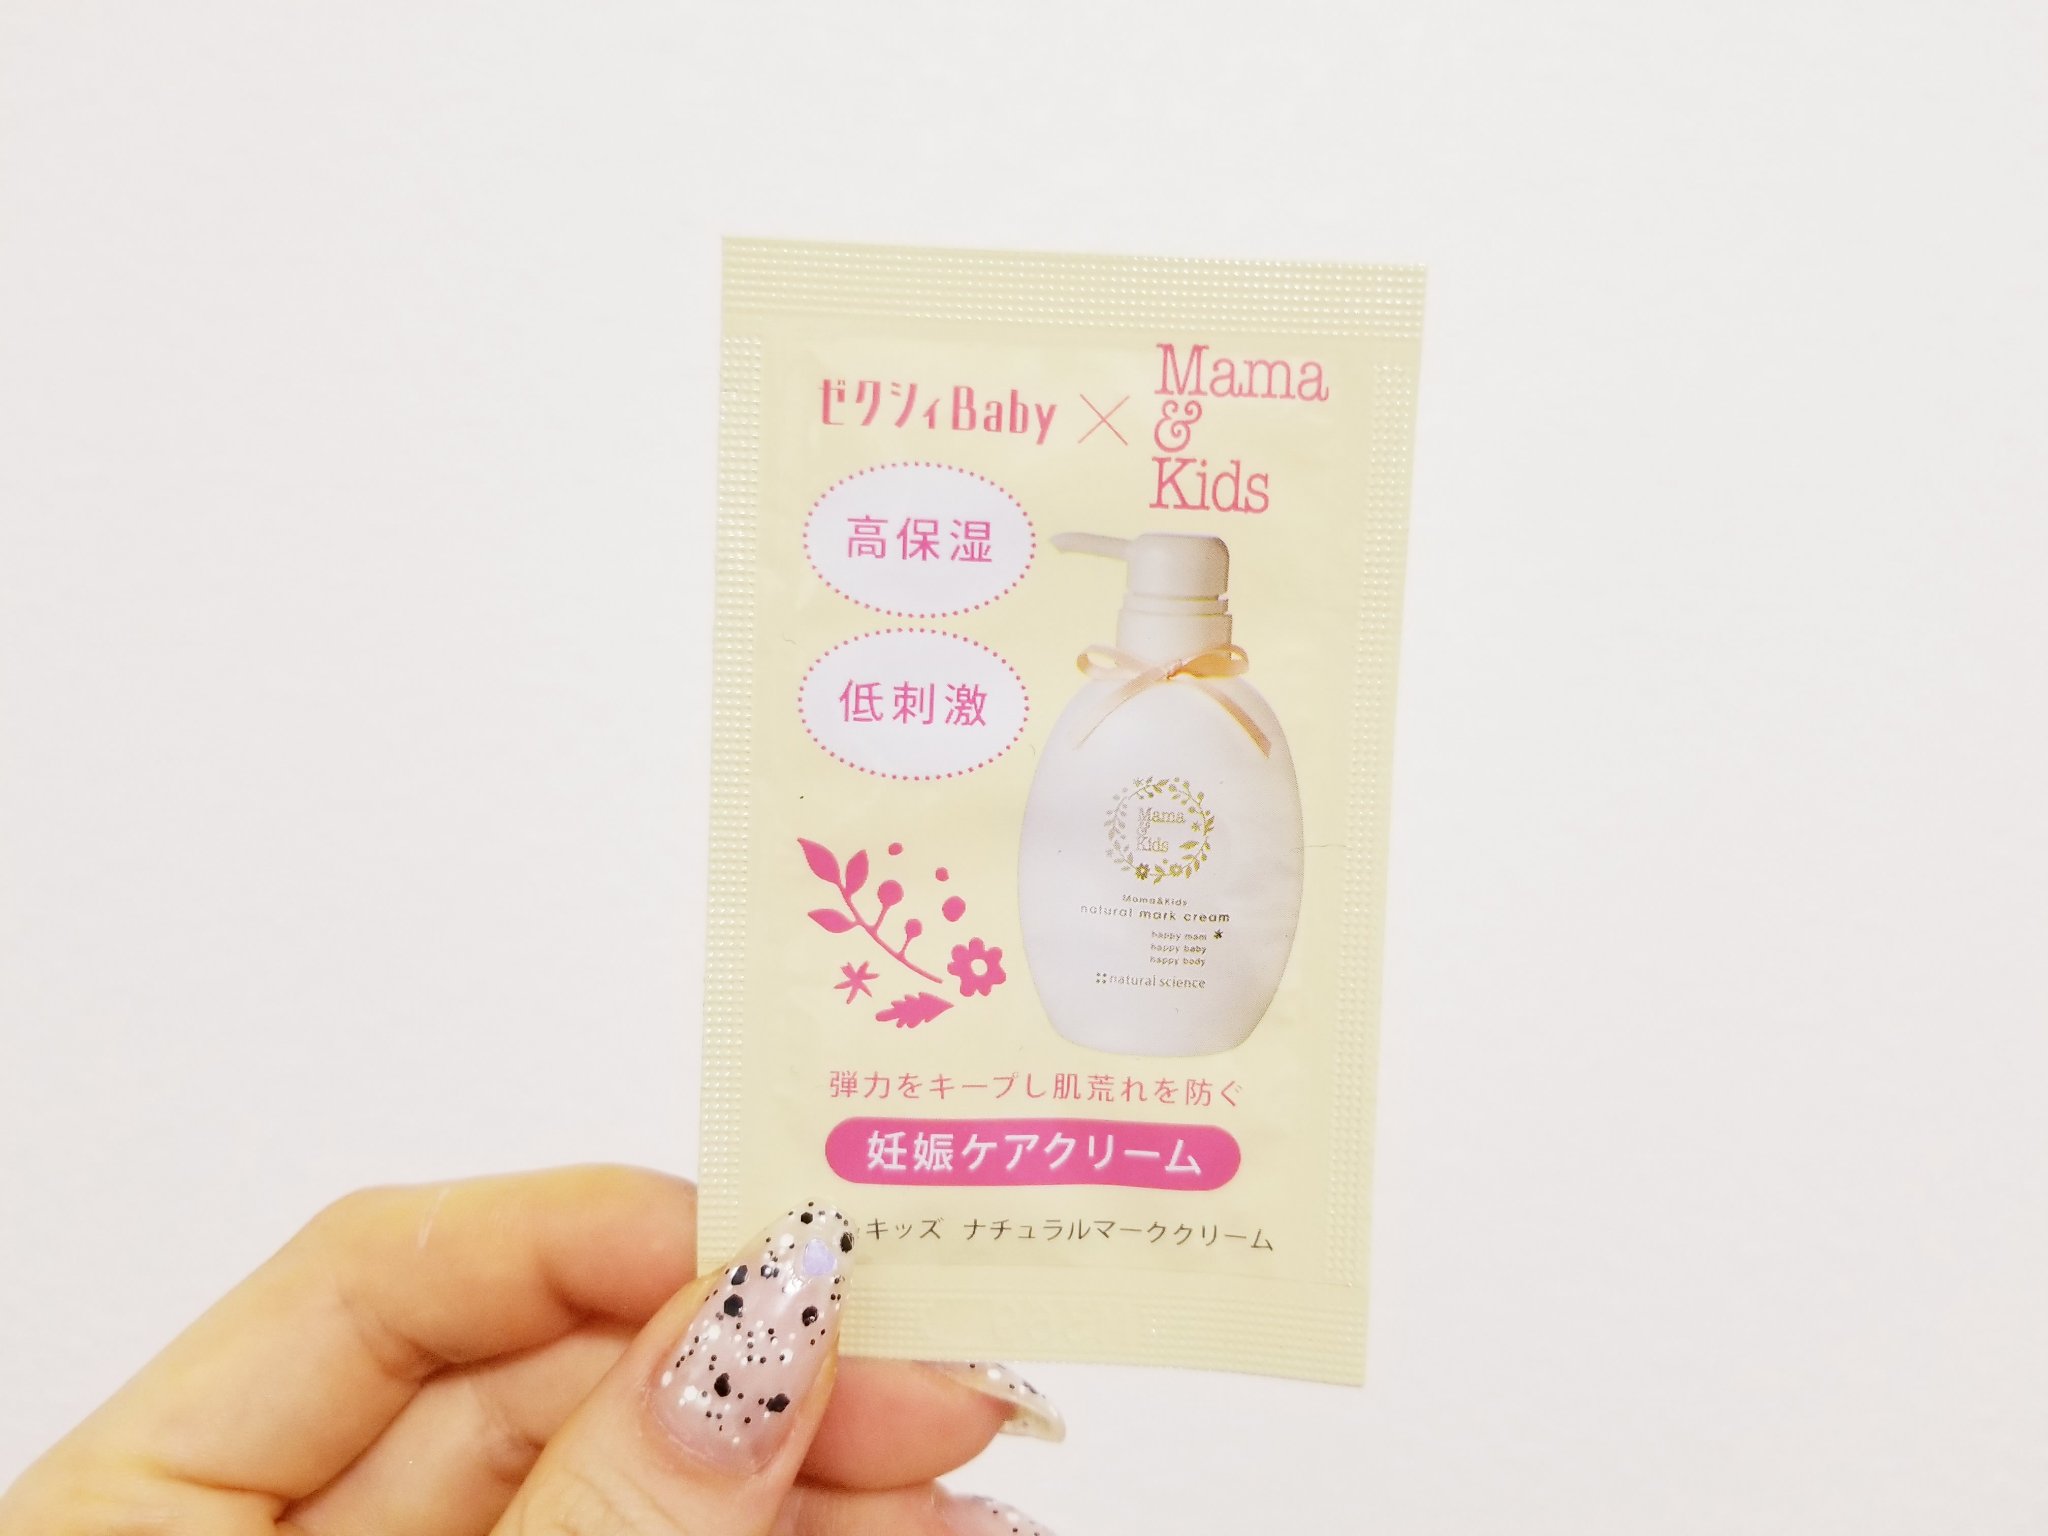 ゼクシィBaby × Mama & Kids
高保湿
低刺激
Mama
&
Kids
Mama&Kids
natural mark cream
happy mam
happy baby
happy body
natural science
弾力をキープし肌荒れを防ぐ
妊娠ケアクリーム
キッズ ナチュラルマーククリーム